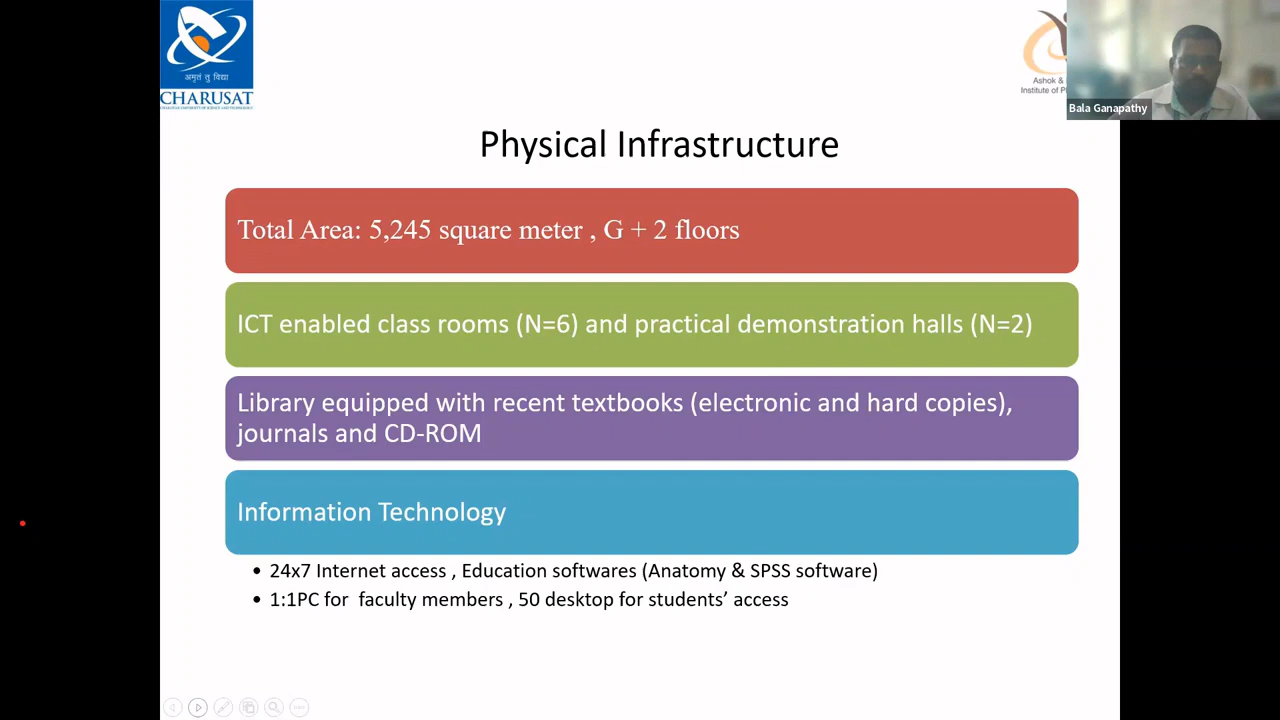 अमृतं तु विद्या
CHARUSAT
Ashok &
Institute of P
Bala Ganapathy
Physical Infrastructure
Total Area: 5,245 square meter , G + 2 floors
ICT enabled class rooms (N=6) and practical demonstration halls (N=2)
Library equipped with recent textbooks (electronic and hard copies),
journals and CD-ROM
Information Technology
• 24x7 Internet access , Education softwares (Anatomy & SPSS software)
• 1:1PC for faculty members , 50 desktop for students’ access